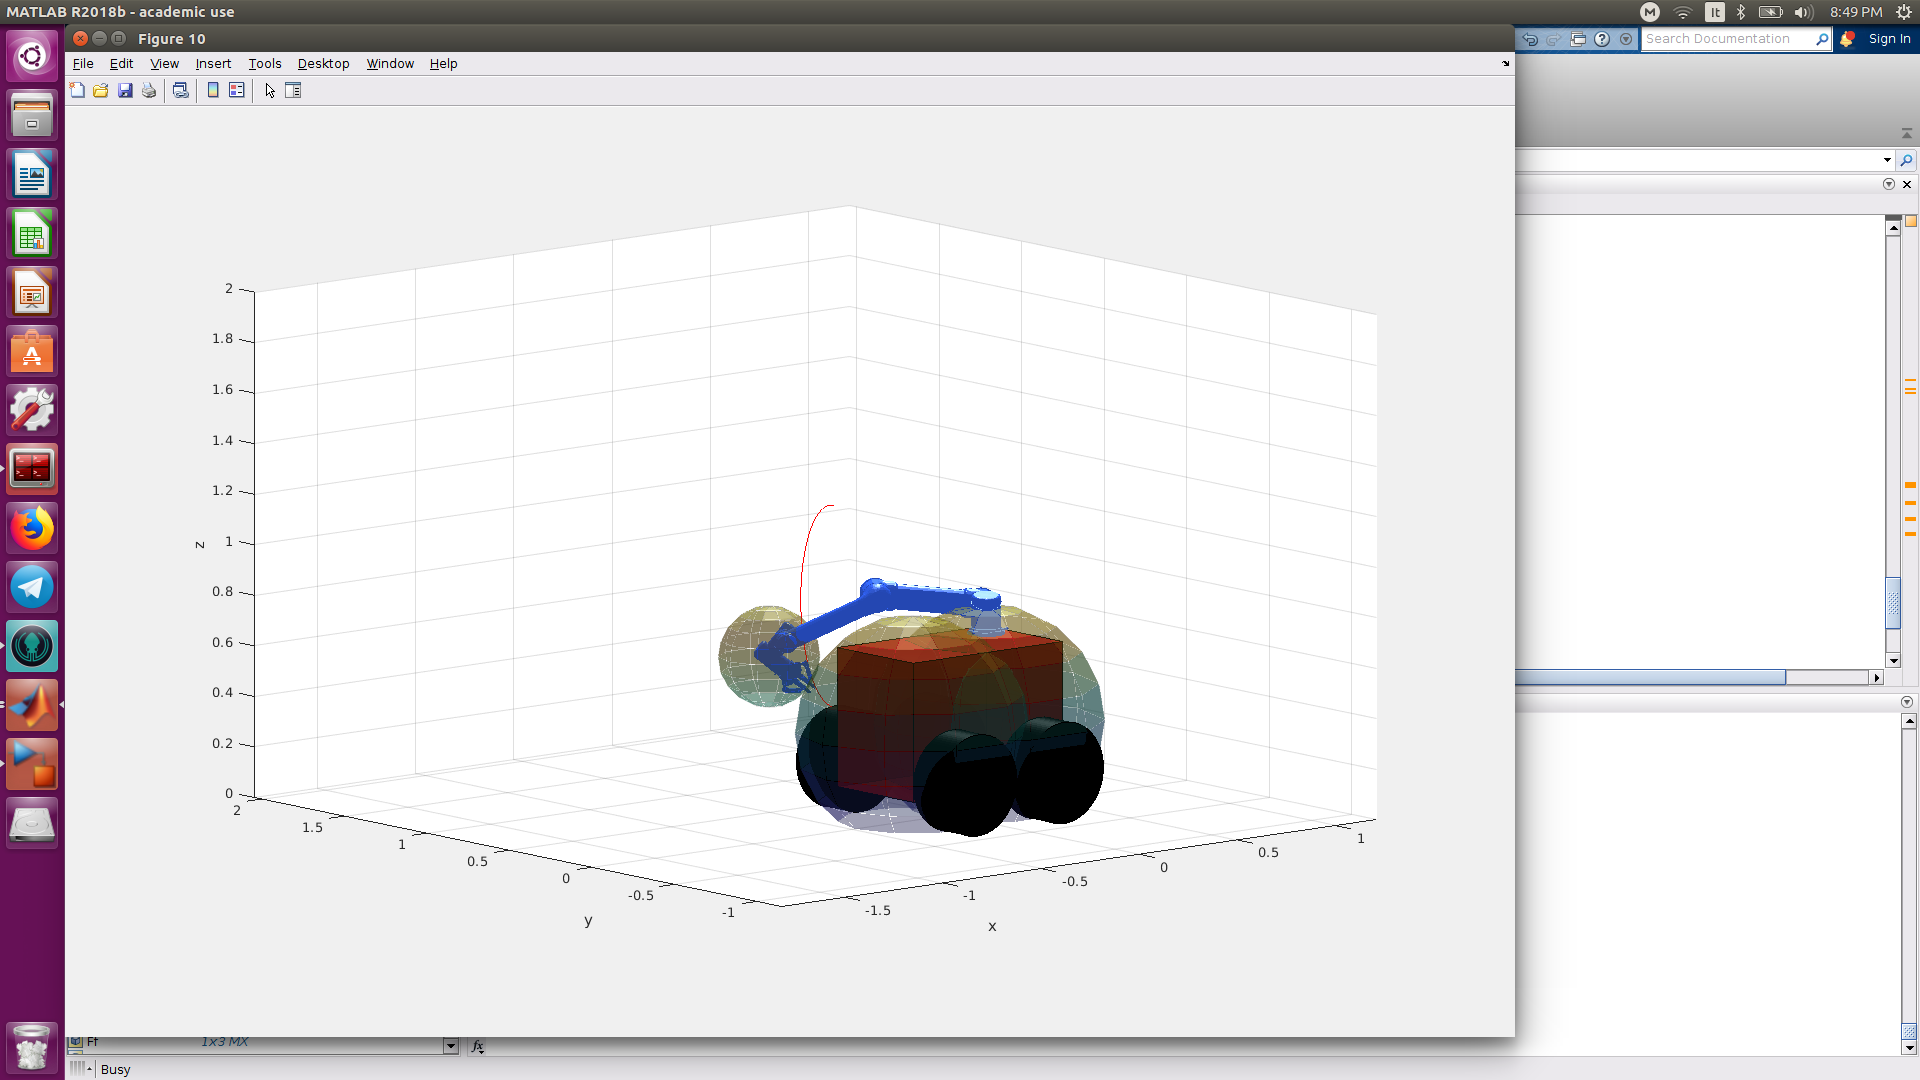 MATLAB R2018b - academic use
M
It
8:49 PM
Figure 10
Search Documentation
Sign In
File Edit View Insert Tools Desktop Window Help
2
1.8
1.6
1.4
1.2
1
0.8
0.6
0.4
0.2
0
z
2
1.5
1
0.5
0
-0.5
-1
y
-1.5
-1
-0.5
0
0.5
1
x
Ff 1x3 MX
fx
Busy